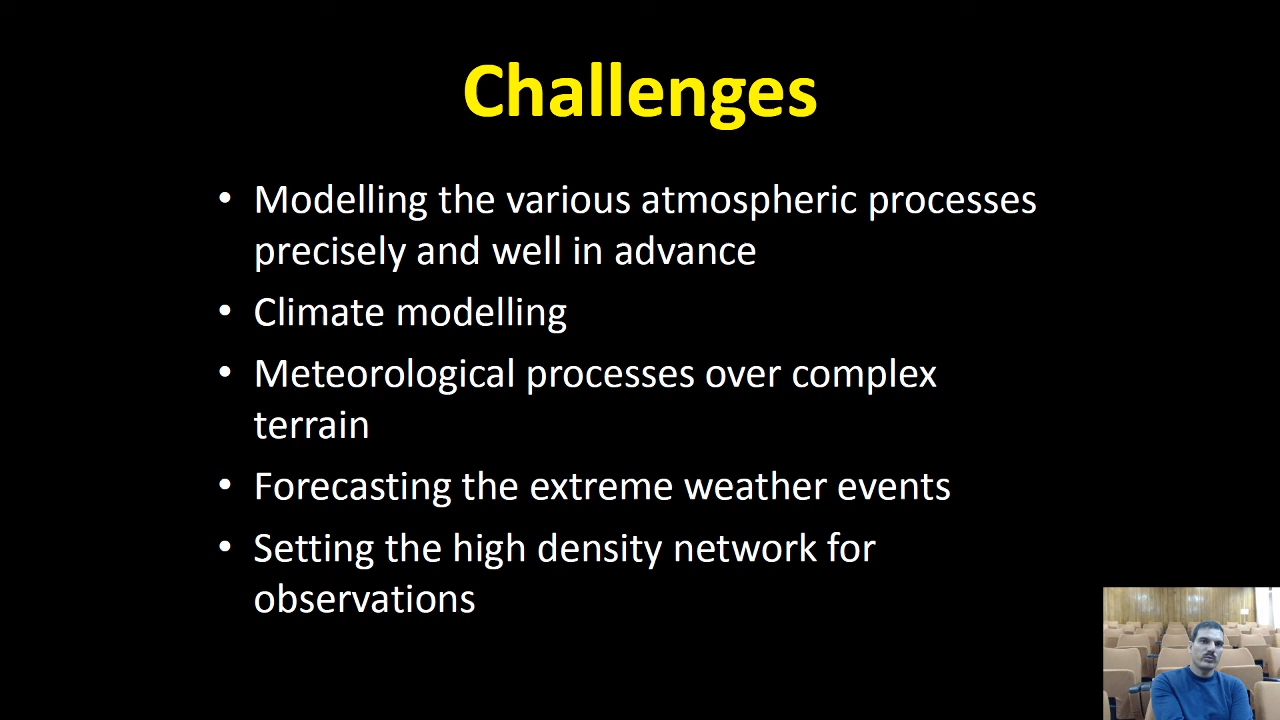 Challenges
• Modelling the various atmospheric processes
precisely and well in advance
• Climate modelling
• Meteorological processes over complex
terrain
• Forecasting the extreme weather events
• Setting the high density network for
observations